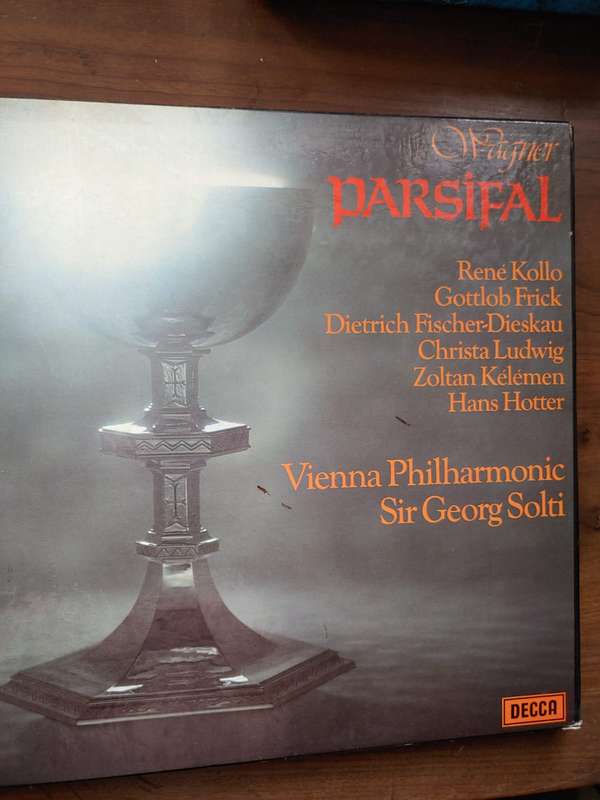 Wagner
PARSIFAL
René Kollo
Gottlob Frick
Dietrich Fischer-Dieskau
Christa Ludwig
Zoltan Kélémen
Hans Hotter
Vienna Philharmonic
Sir Georg Solti
DECCA